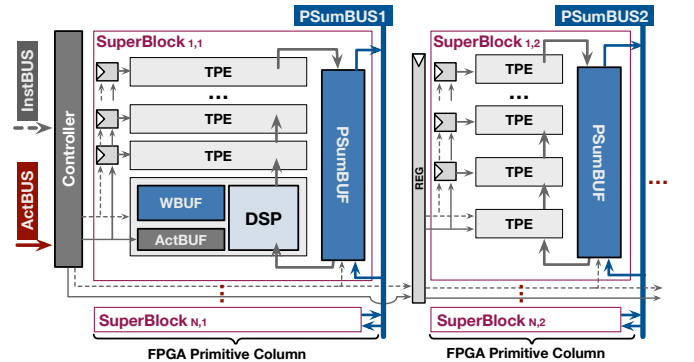 PSumBUS1
PSumBUS2
InstBUS
ActBUS
Controller
SuperBlock 1,1
TPE
...
TPE
TPE
WBUF
ActBUF
DSP
PSumBUF
SuperBlock N,1
FPGA Primitive Column
REG
SuperBlock 1,2
TPE
...
TPE
TPE
TPE
PSumBUF
...
SuperBlock N,2
FPGA Primitive Column